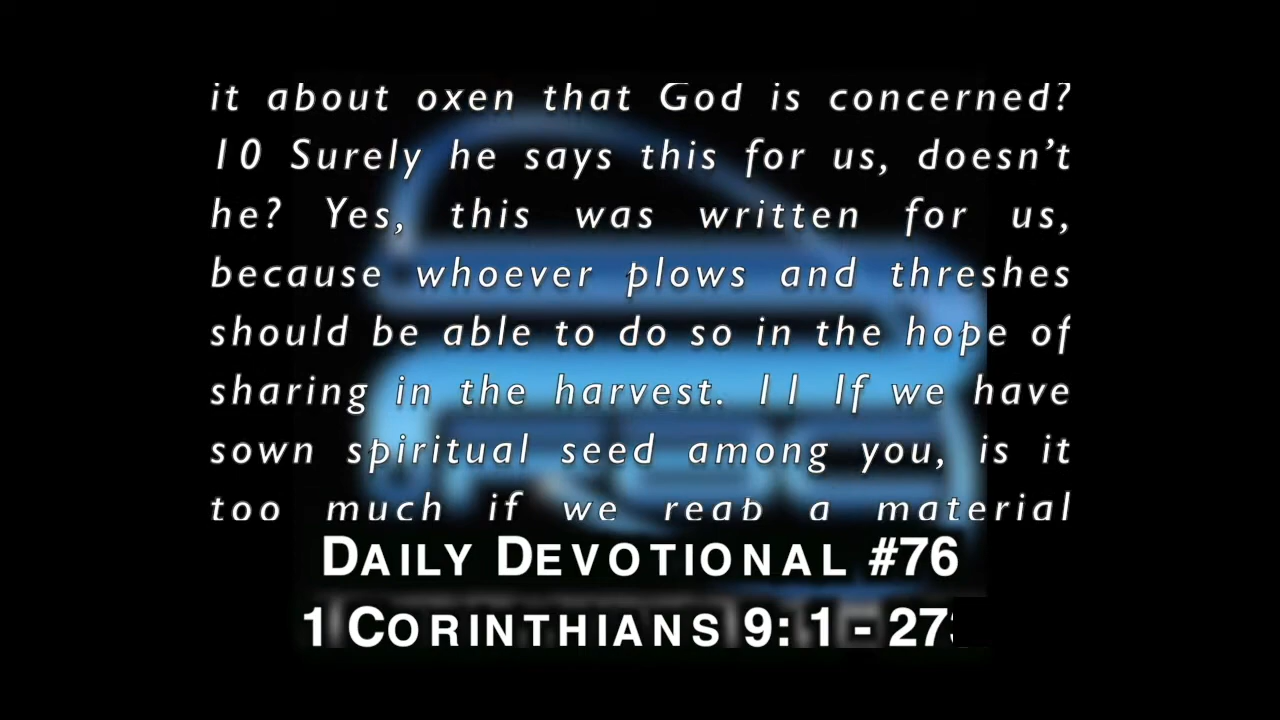 it about oxen that God is concerned?
10 Surely he says this for us, doesn’t
he? Yes, this was written for us,
because whoever plows and threshes
should be able to do so in the hope of
sharing in the harvest. 11 If we have
sown spiritual seed among you, is it
too much if we reap a material
DAILY DEVOTIONAL #76
1 CORINTHIANS 9: 1 - 27